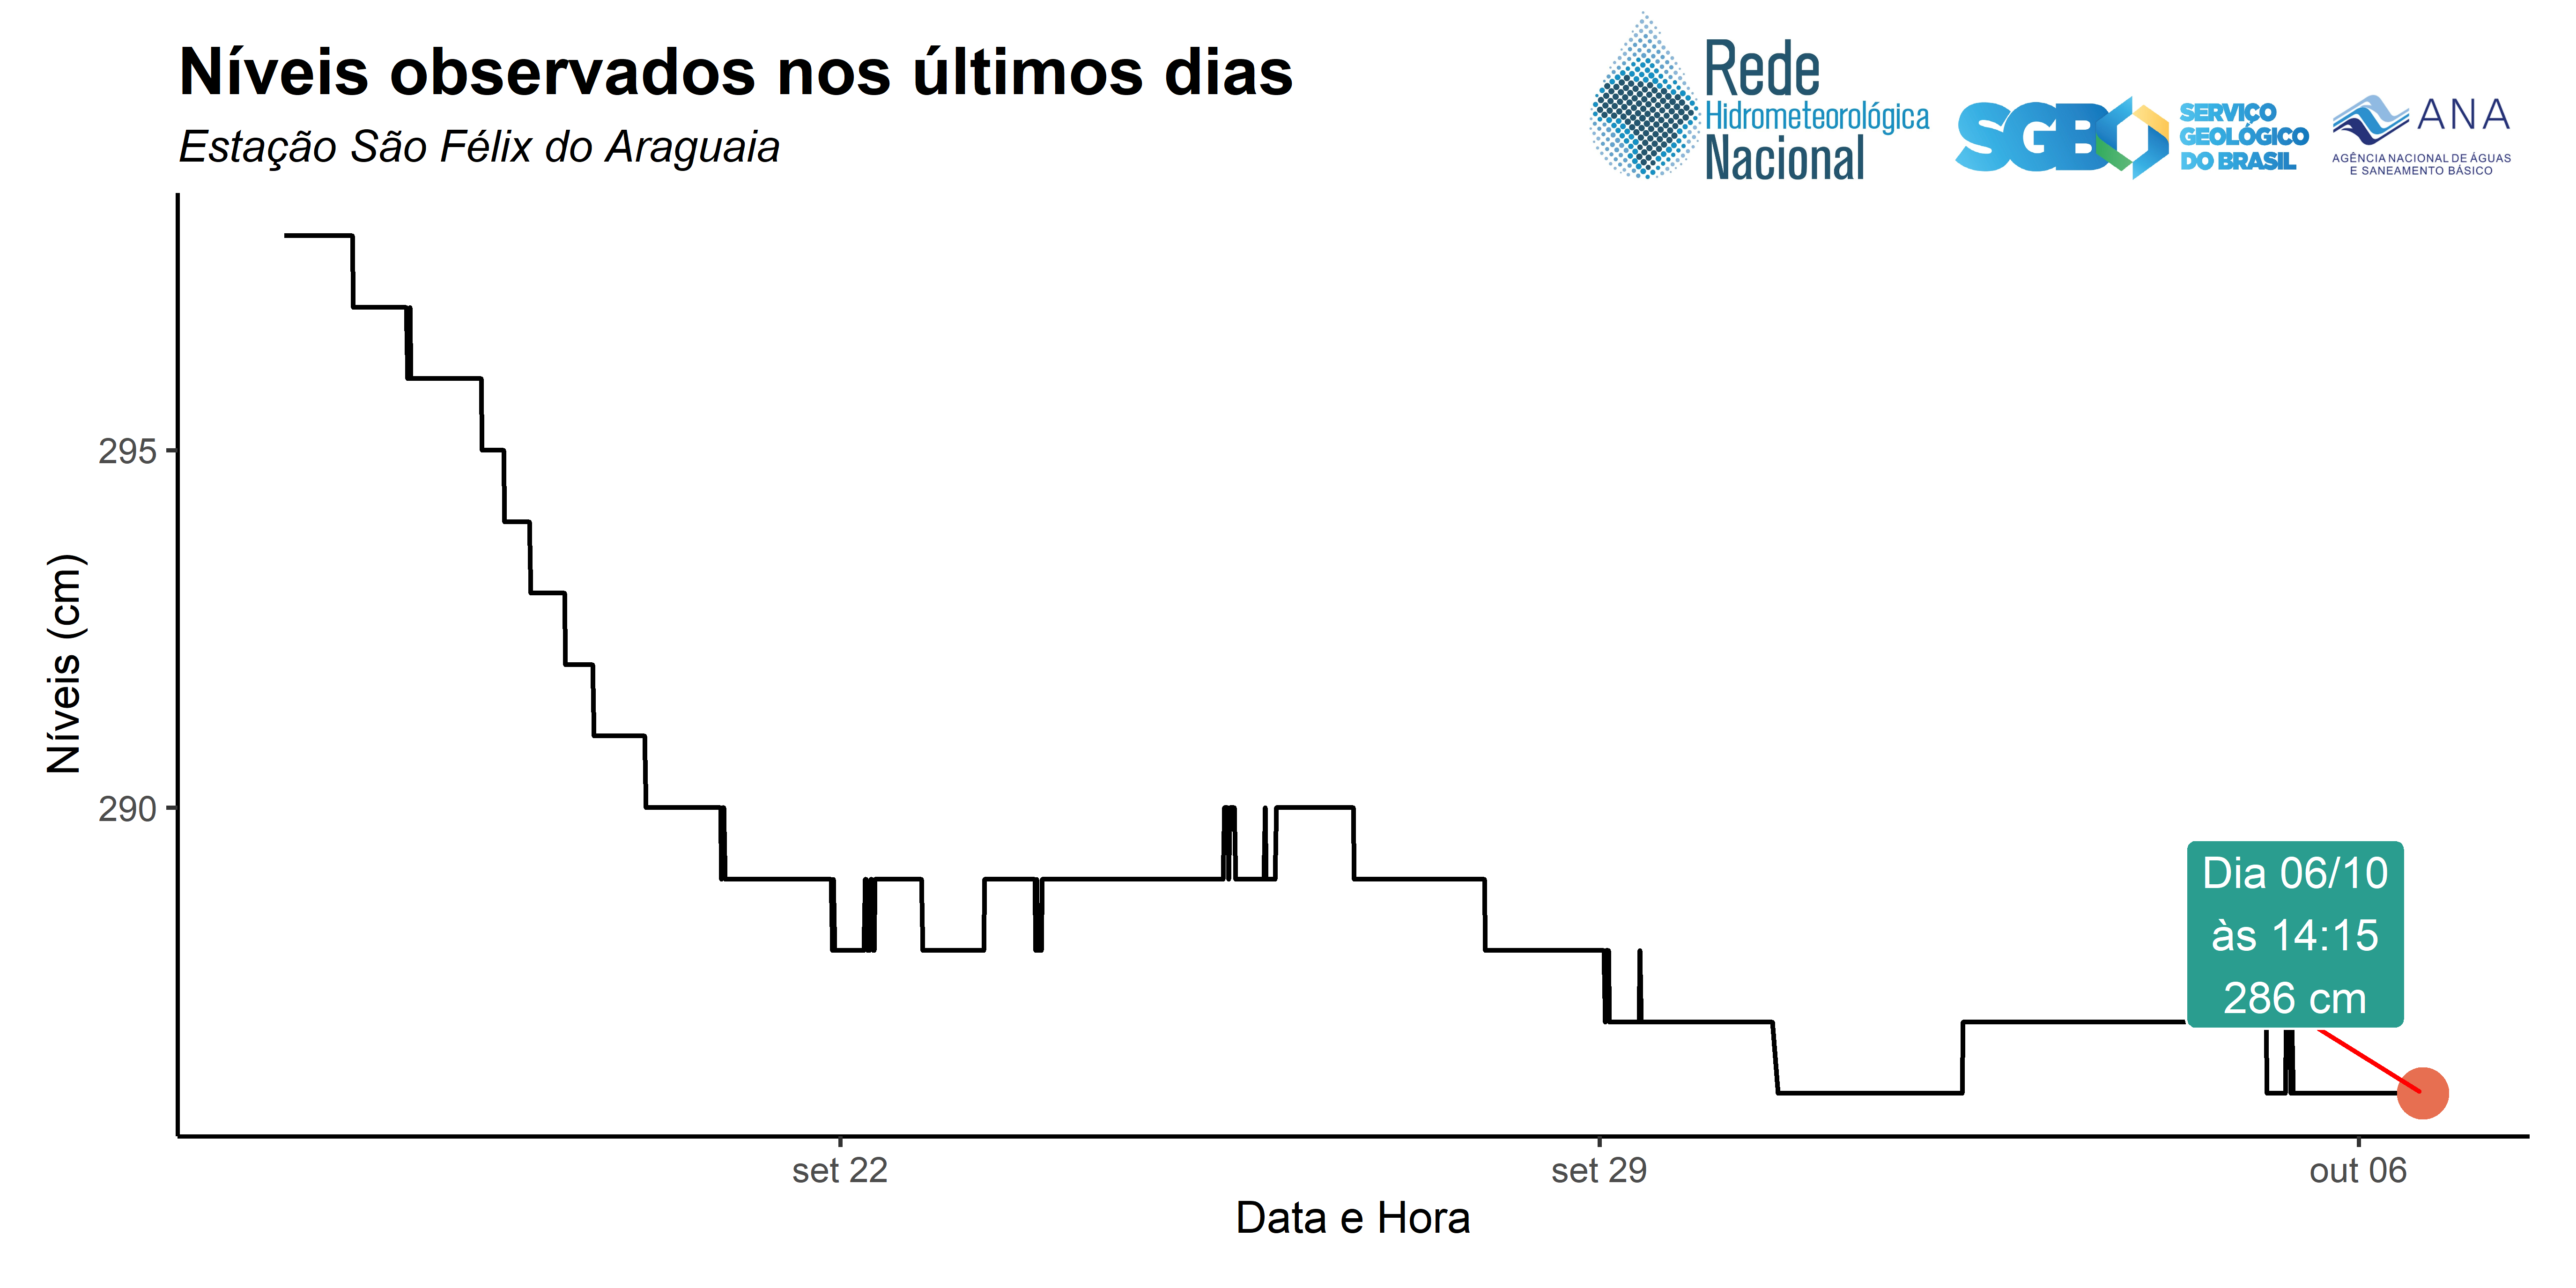 Níveis observados nos últimos dias
Estação São Félix do Araguaia
Rede
Hidrometeorológica
Nacional
SGB
SERVIÇO
GEOLÓGICO
DO BRASIL
ANA
AGÊNCIA NACIONAL DE ÁGUAS
E SANEAMENTO BÁSICO
Níveis (cm)
295
290
Dia 06/10
às 14:15
286 cm
set 22
set 29
out 06
Data e Hora